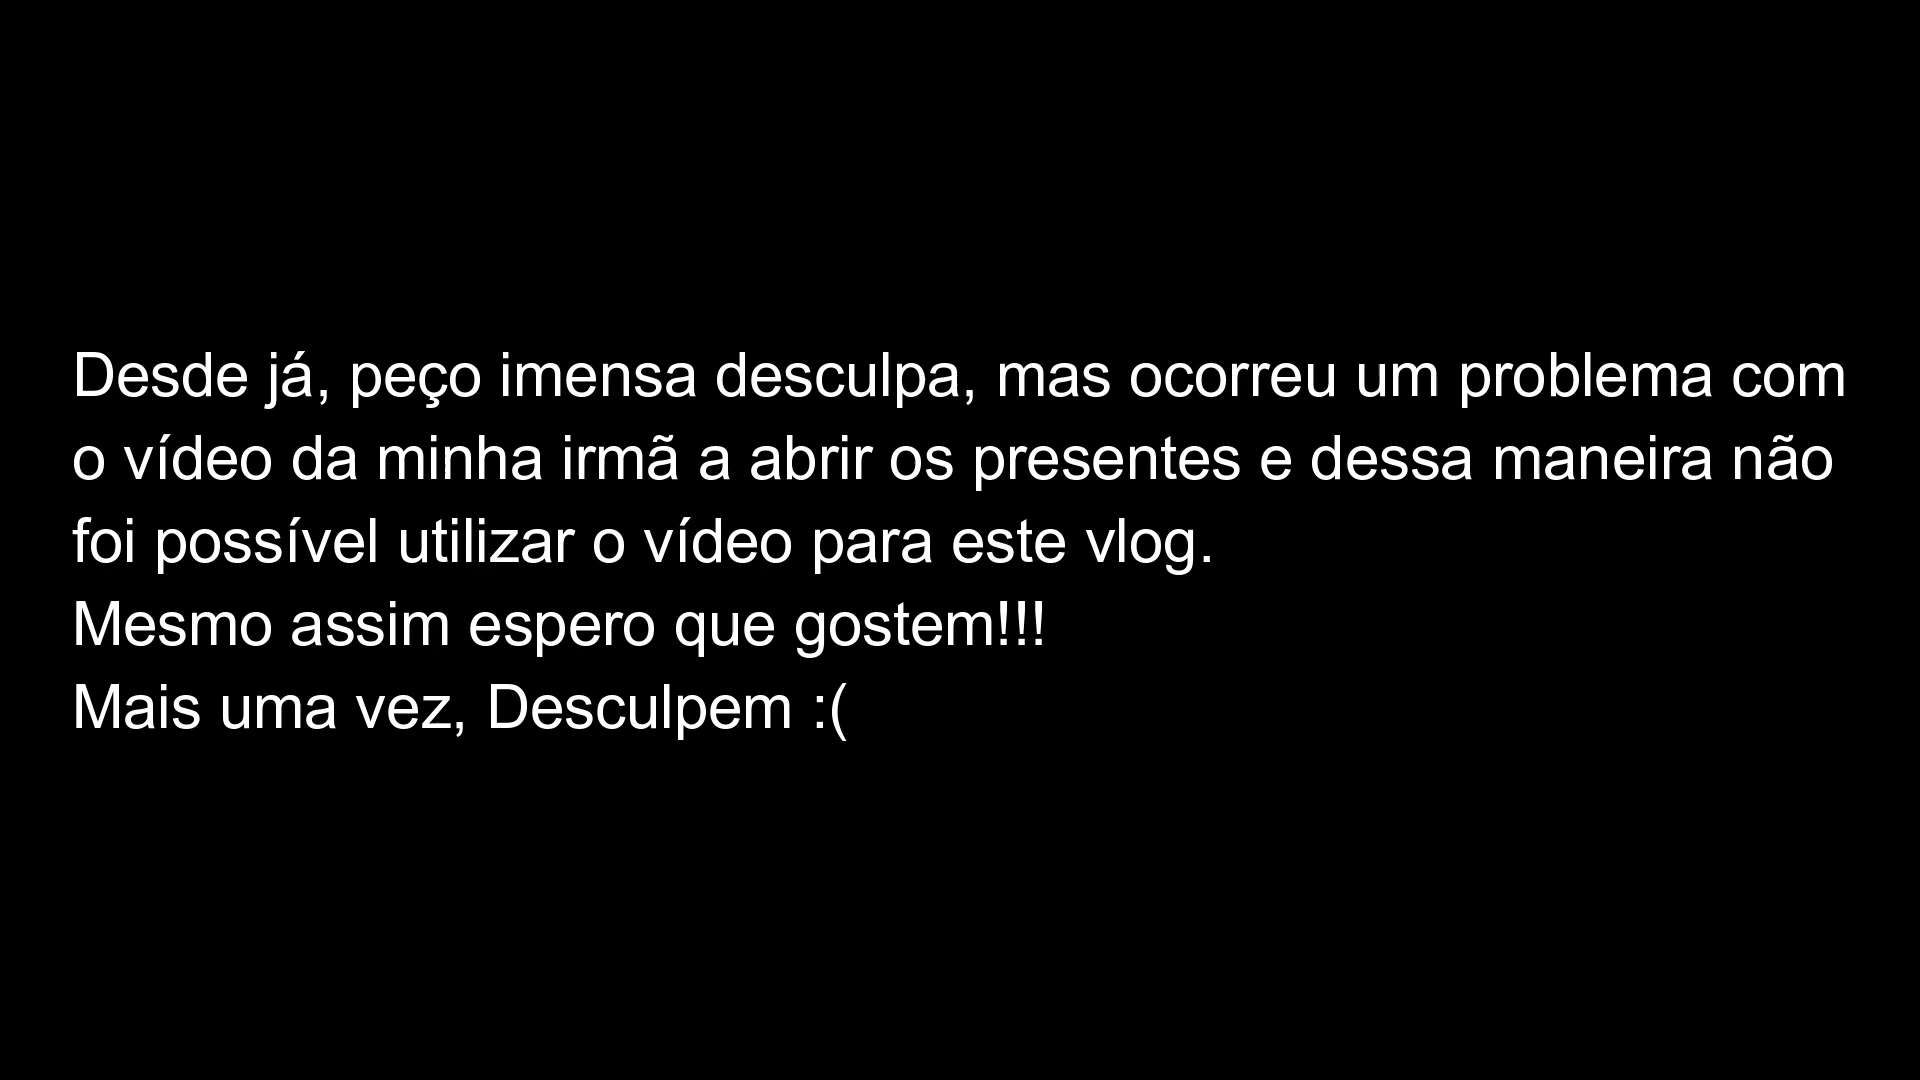 Desde já, peço imensa desculpa, mas ocorreu um problema com
o vídeo da minha irmã a abrir os presentes e dessa maneira não
foi possível utilizar o vídeo para este vlog.
Mesmo assim espero que gostem!!!
Mais uma vez, Desculpem :(